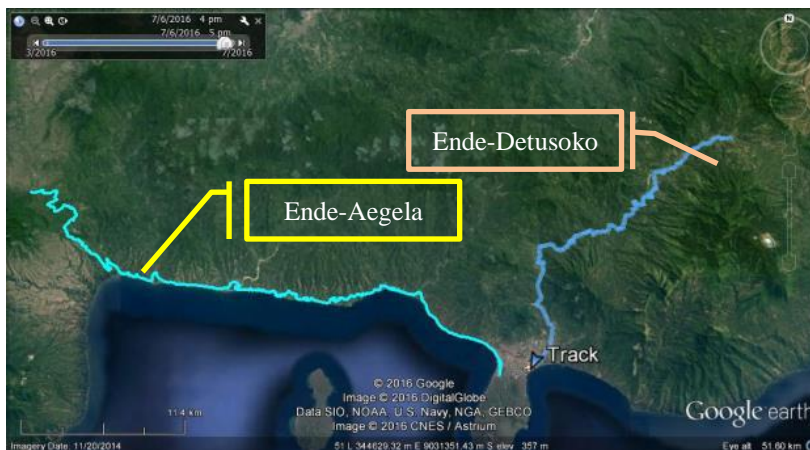 7/6/2016 4 pm
7/6/2016 5 pm
3/2016
7/2016
N
Ende-Detusoko
Ende-Aegela
Track
© 2016 Google
Image © 2016 DigitalGlobe
Data SIO, NOAA, U.S. Navy, NGA, GEBCO
Image © 2016 CNES / Astrium
11.4 km
Google earth
Imagery Date: 11/20/2014
51 L 344629.32 m E 9031351.43 m S elev 357 m
Eye alt 51.60 km